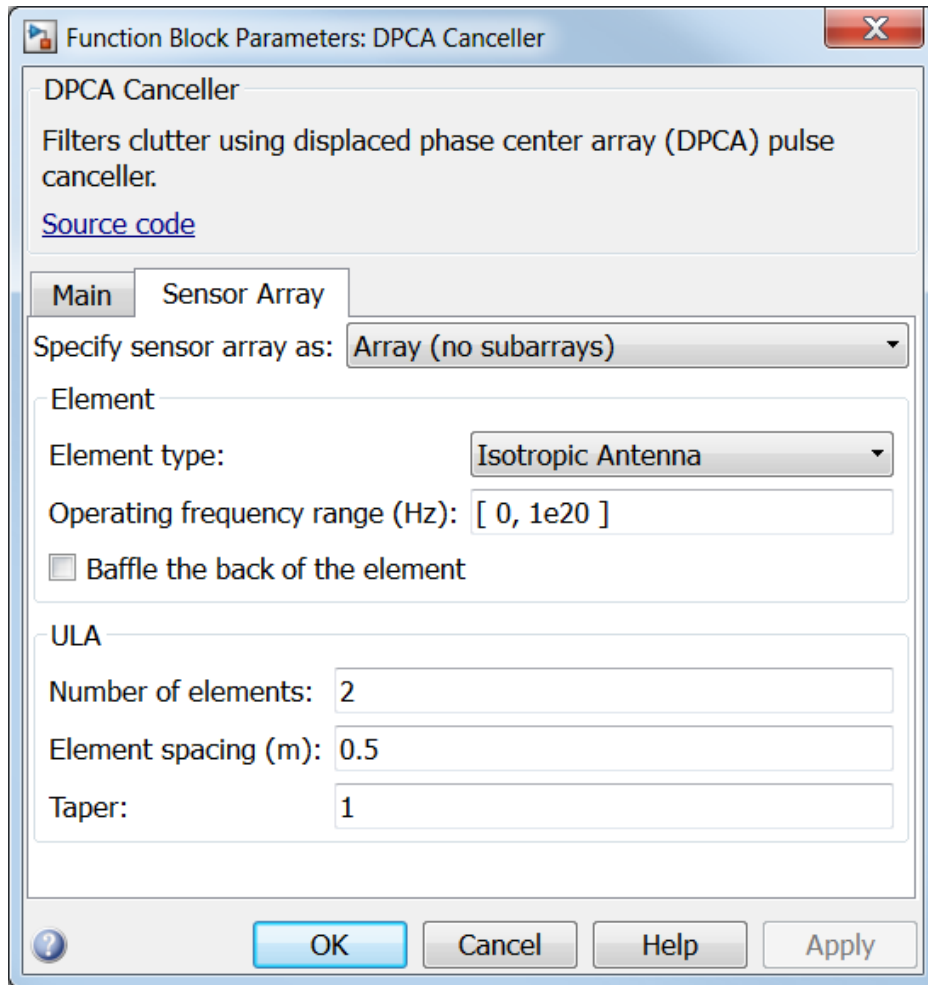 Function Block Parameters: DPCA Canceller
X
DPCA Canceller
Filters clutter using displaced phase center array (DPCA) pulse
canceller.
Source code
Main Sensor Array
Specify sensor array as: Array (no subarrays)
Element
Element type: Isotropic Antenna
Operating frequency range (Hz): [ 0, 1e20 ]
Baffle the back of the element
ULA
Number of elements: 2
Element spacing (m): 0.5
Taper: 1
? OK Cancel Help Apply